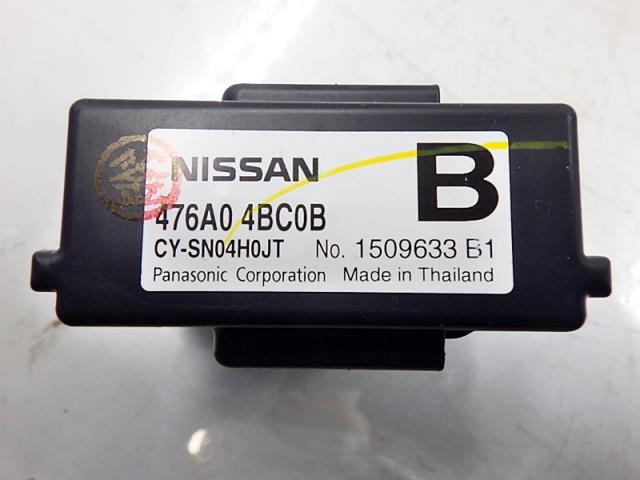 NISSAN
B
476A0 4BC0B
CY-SN04H0JT No. 1509633 B1
Panasonic Corporation Made in Thailand